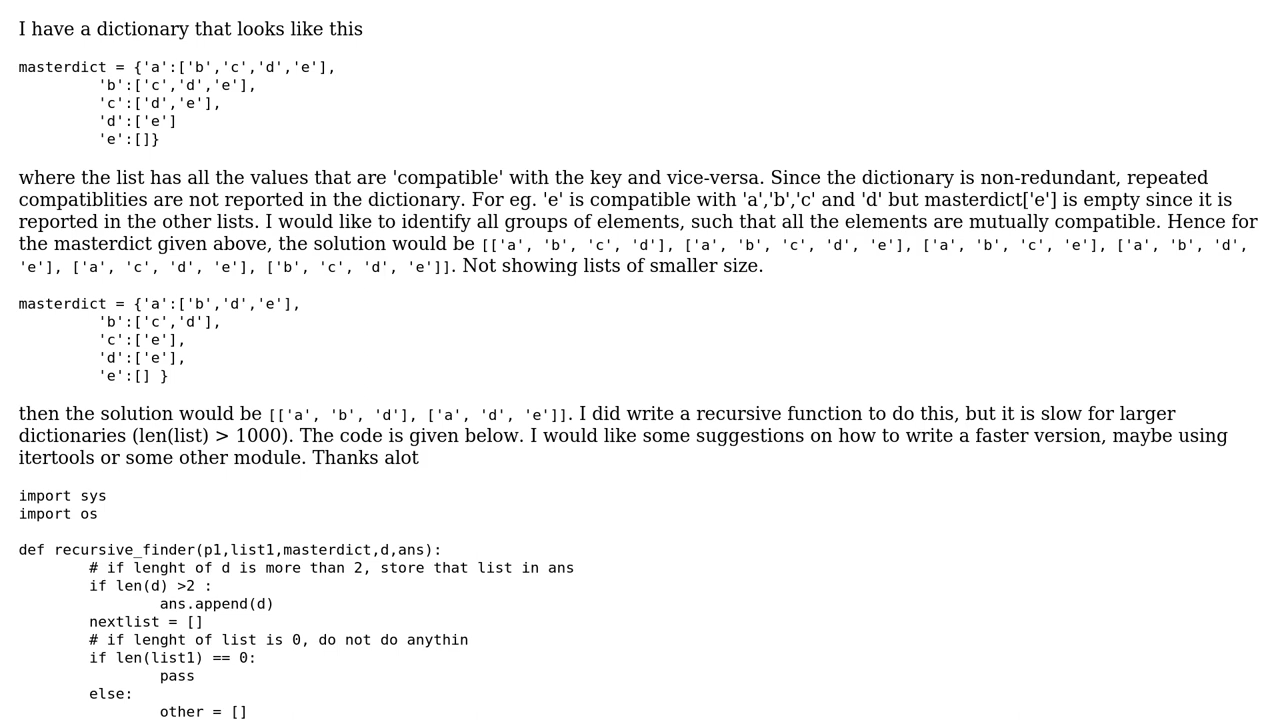 I have a dictionary that looks like this
masterdict = {'a':['b','c','d','e'],
         'b':['c','d','e'],
         'c':['d','e'],
         'd':['e']
         'e':[]}
where the list has all the values that are 'compatible' with the key and vice-versa. Since the dictionary is non-redundant, repeated
compatiblities are not reported in the dictionary. For eg. 'e' is compatible with 'a','b','c' and 'd' but masterdict['e'] is empty since it is
reported in the other lists. I would like to identify all groups of elements, such that all the elements are mutually compatible. Hence for
the masterdict given above, the solution would be [['a', 'b', 'c', 'd'], ['a', 'b', 'c', 'd', 'e'], ['a', 'b', 'c', 'e'], ['a', 'b', 'd',
'e'], ['a', 'c', 'd', 'e'], ['b', 'c', 'd', 'e']]. Not showing lists of smaller size.
masterdict = {'a':['b','d','e'],
         'b':['c','d'],
         'c':['e'],
         'd':['e'],
         'e':[] }
then the solution would be [['a', 'b', 'd'], ['a', 'd', 'e']]. I did write a recursive function to do this, but it is slow for larger
dictionaries (len(list) > 1000). The code is given below. I would like some suggestions on how to write a faster version, maybe using
itertools or some other module. Thanks alot
import sys
import os
def recursive_finder(p1,list1,masterdict,d,ans):
        # if lenght of d is more than 2, store that list in ans
        if len(d) >2 :
                ans.append(d)
        nextlist = []
        # if lenght of list is 0, do not do anythin
        if len(list1) == 0:
                pass
        else:
                other = []